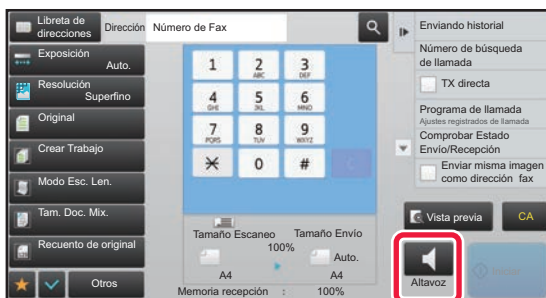 Libreta de
direcciones
Dirección
Número de Fax
Exposición
Auto.
Resolución
Superfino
Original
Crear Trabajo
Modo Esc. Len.
Tam. Doc. Mix.
Recuento de original
Otros
1
2
ABC
3
DEF
4
GHI
5
JKL
6
MNO
7
PQRS
8
TUV
9
WXYZ
0
#
C
Tamaño Escaneo
Tamaño Envío
100%
Auto.
A4
A4
Memoria recepción : 100%
Enviando historial
Número de búsqueda
de llamada
TX directa
Programa de llamada
Ajustes registrados de llamada
Comprobar Estado
Envío/Recepción
Enviar misma imagen
como dirección fax
Vista previa
CA
Altavoz